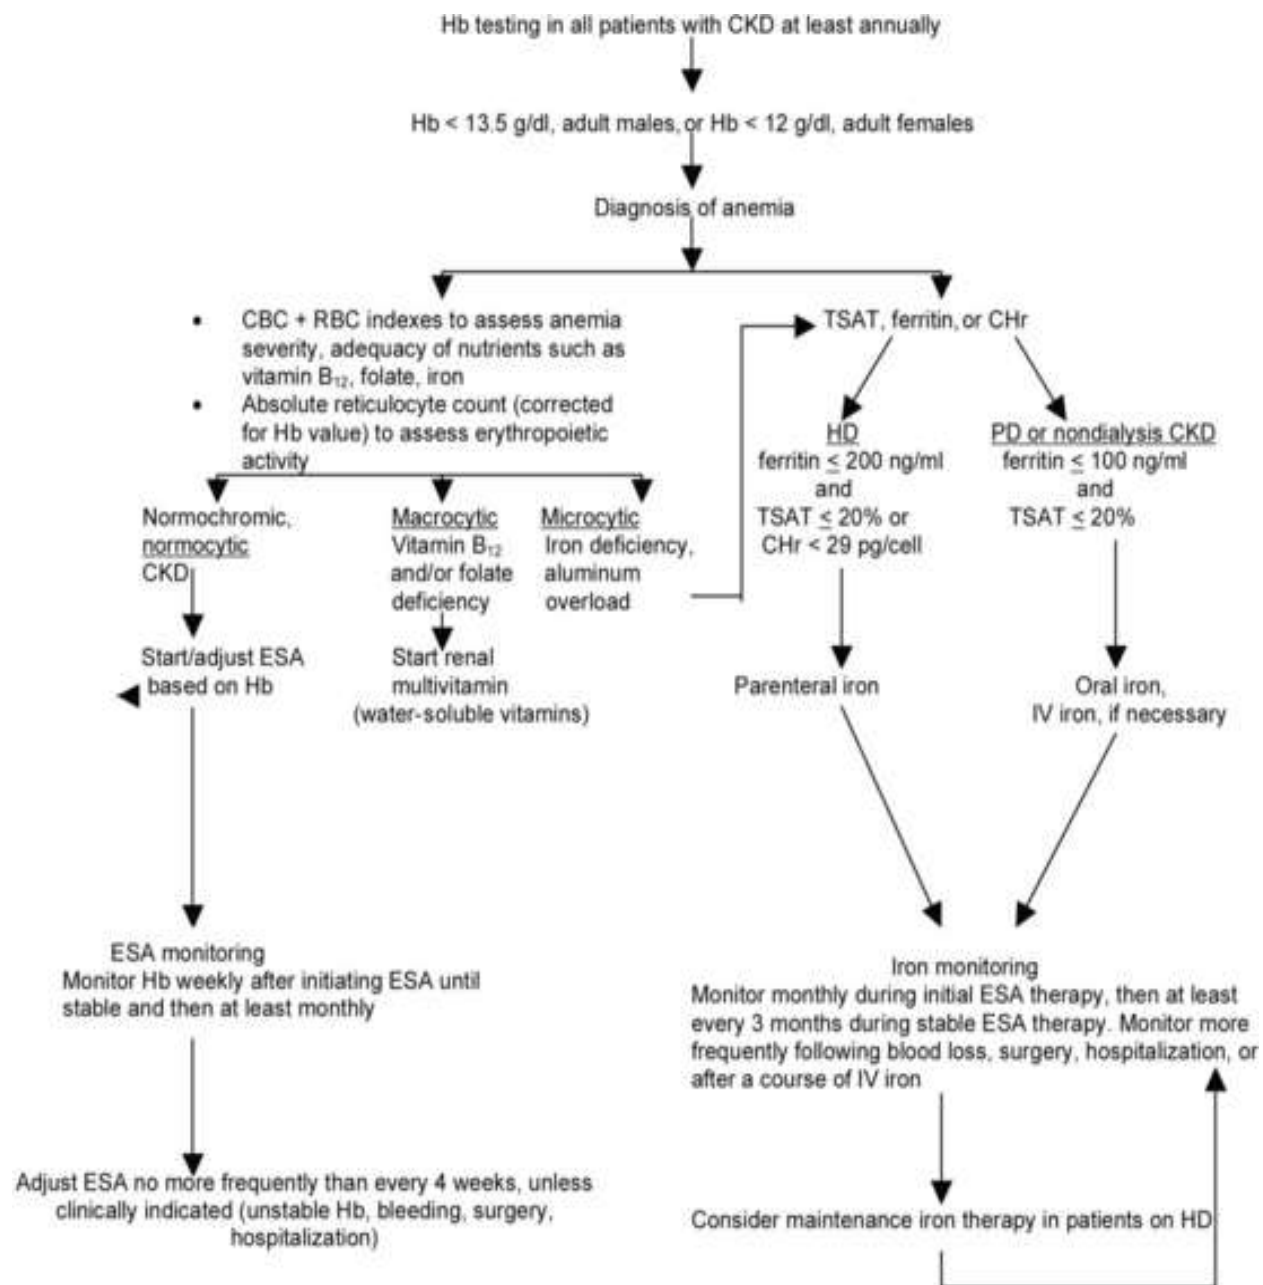 Hb testing in all patients with CKD at least annually
Hb < 13.5 g/dl, adult males, or Hb < 12 g/dl, adult females
Diagnosis of anemia
• CBC + RBC indexes to assess anemia
severity, adequacy of nutrients such as
vitamin B₁₂, folate, iron
• Absolute reticulocyte count (corrected
for Hb value) to assess erythropoietic
activity
TSAT, ferritin, or CHr
HD
ferritin ≤ 200 ng/ml
and
TSAT ≤ 20% or
CHr < 29 pg/cell
PD or nondialysis CKD
ferritin ≤ 100 ng/ml
and
TSAT ≤ 20%
Normochromic,
normocytic
CKD
Macrocytic
Vitamin B₁₂
and/or folate
deficiency
Microcytic
Iron deficiency,
aluminum
overload
Start/adjust ESA
based on Hb
Start renal
multivitamin
(water-soluble vitamins)
Parenteral iron
Oral iron,
IV iron, if necessary
ESA monitoring
Monitor Hb weekly after initiating ESA until
stable and then at least monthly
Iron monitoring
Monitor monthly during initial ESA therapy, then at least
every 3 months during stable ESA therapy. Monitor more
frequently following blood loss, surgery, hospitalization, or
after a course of IV iron
Adjust ESA no more frequently than every 4 weeks, unless
clinically indicated (unstable Hb, bleeding, surgery,
hospitalization)
Consider maintenance iron therapy in patients on HD